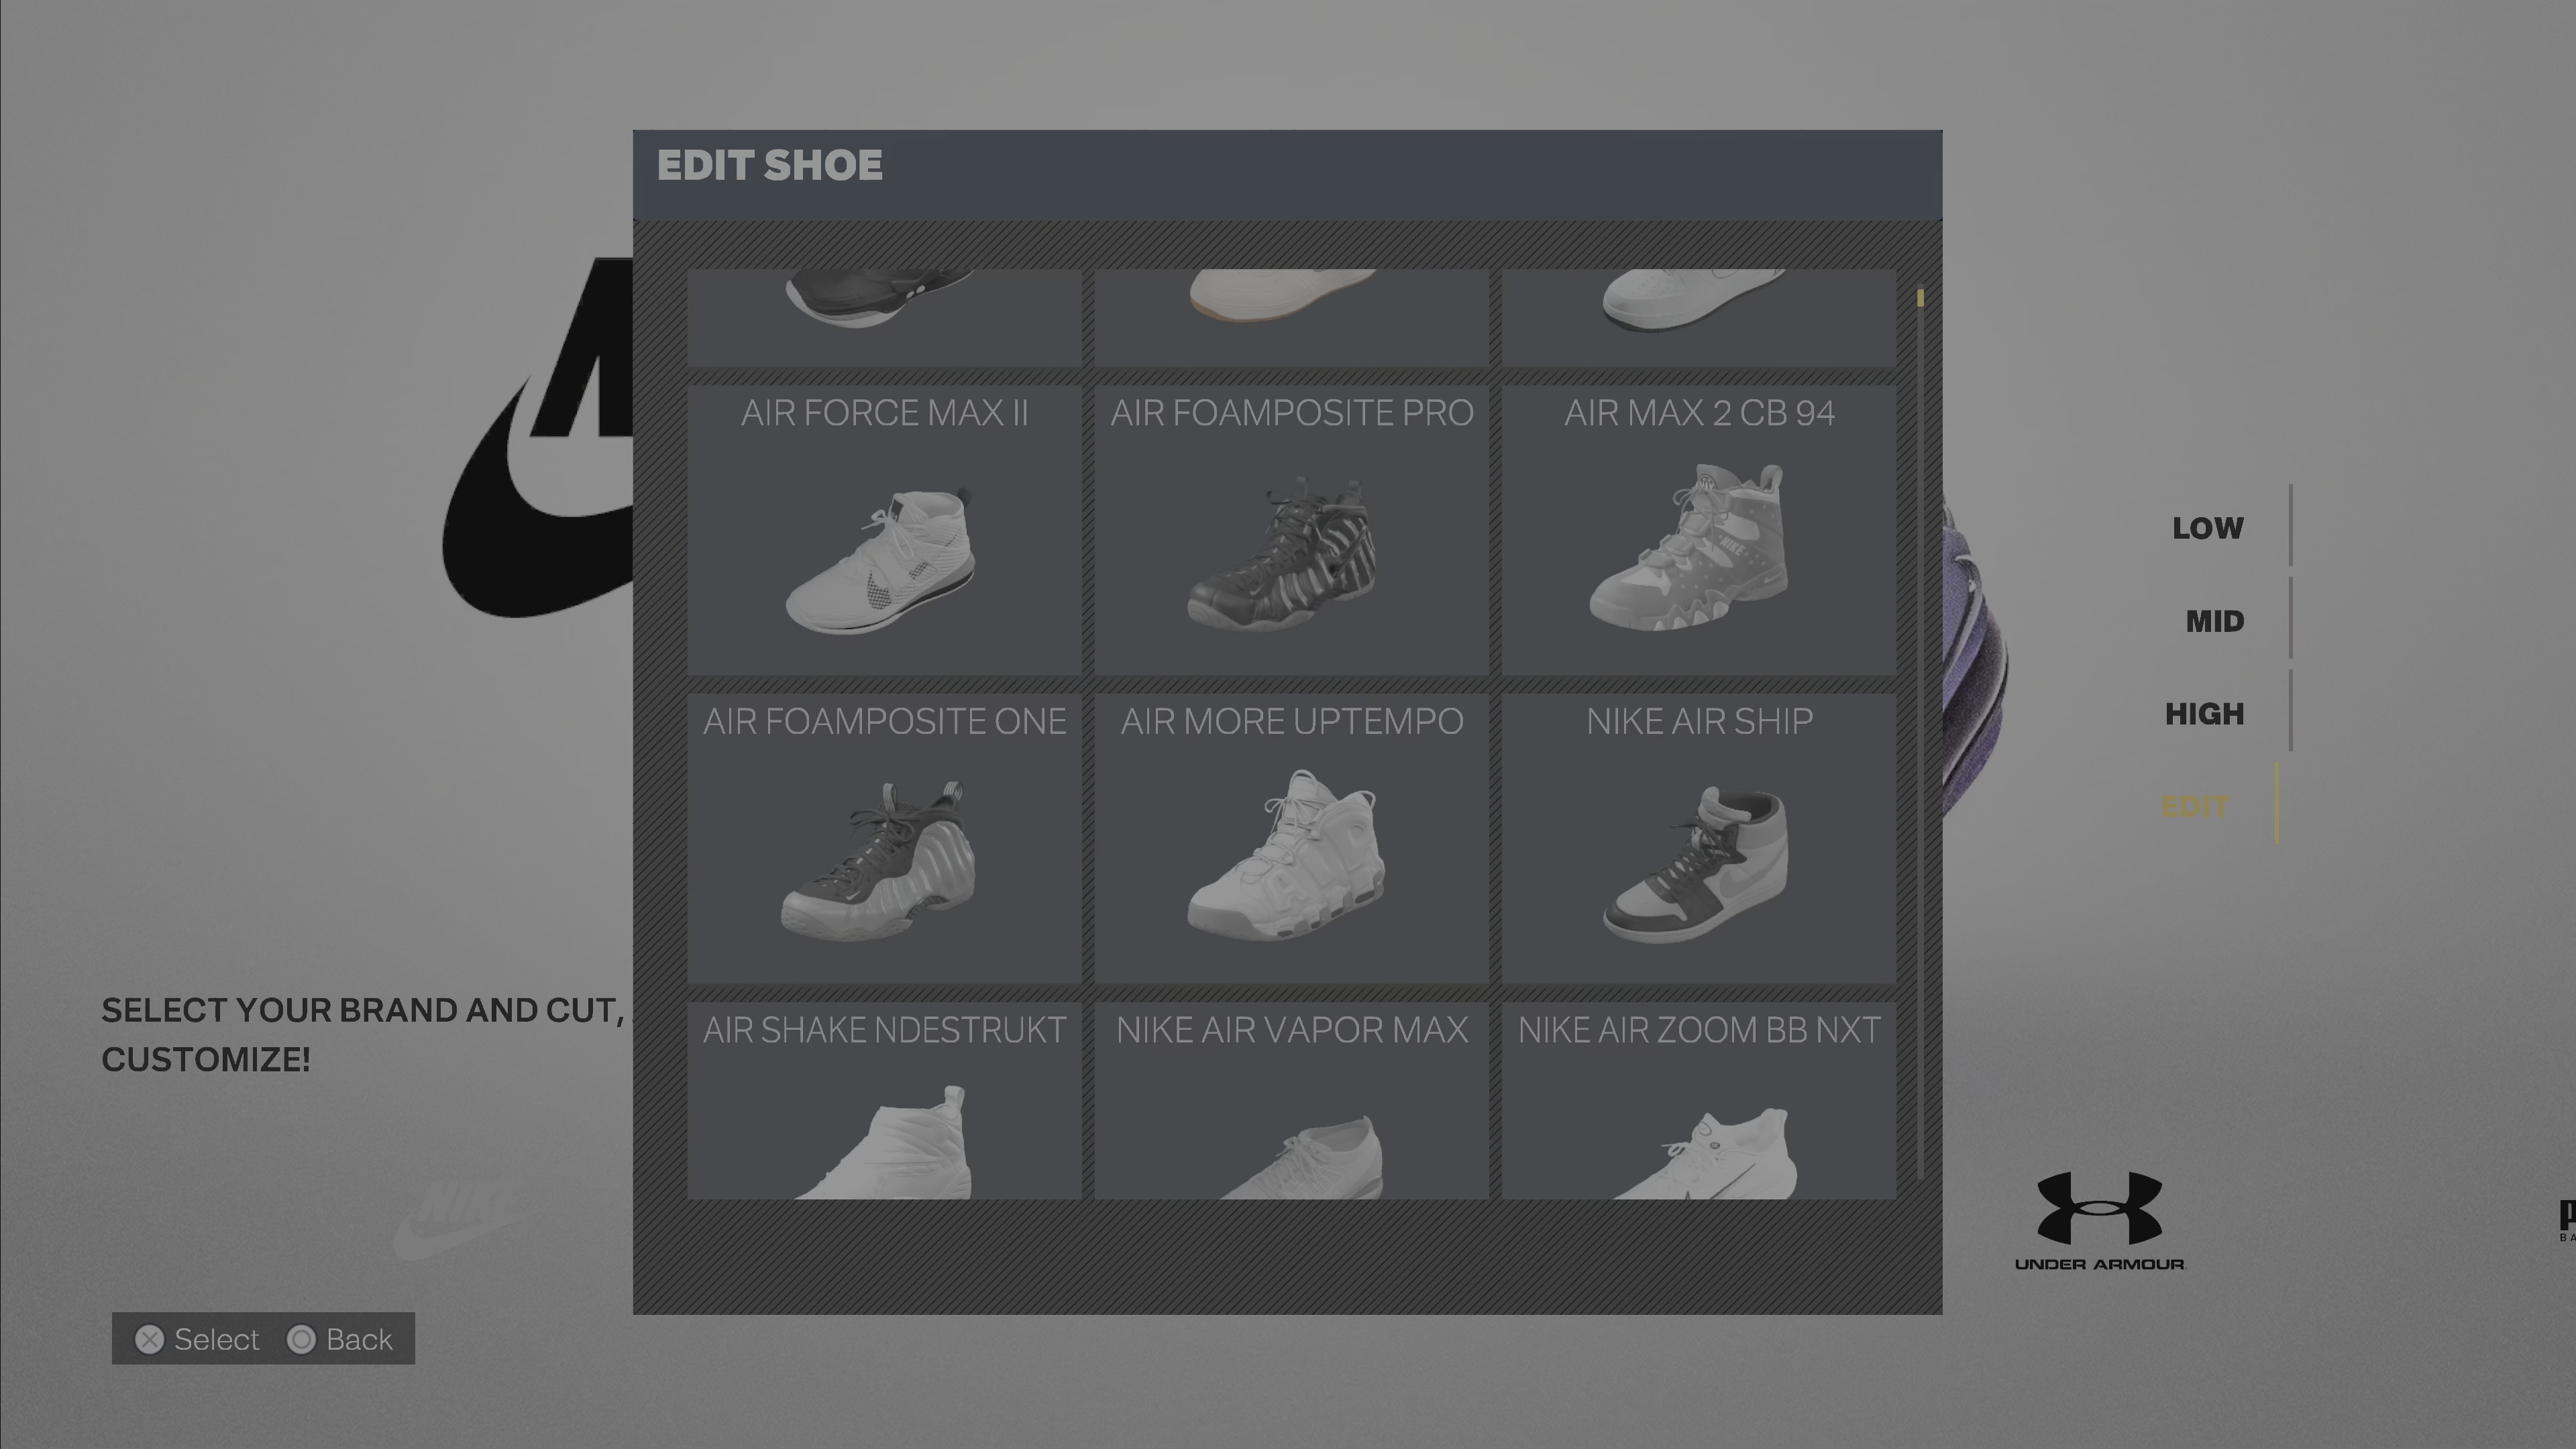 EDIT SHOE
AIR FORCE MAX II
AIR FOAMPOSITE PRO
AIR MAX 2 CB 94
NIKE
AIR FOAMPOSITE ONE
AIR MORE UPTEMPO
NIKE AIR SHIP
AIR SHAKE NDESTRUKT
NIKE AIR VAPOR MAX
NIKE AIR ZOOM BB NXT
LOW
MID
HIGH
EDIT
SELECT YOUR BRAND AND CUT,
CUSTOMIZE!
NIKE
UNDER ARMOUR
Select
Back